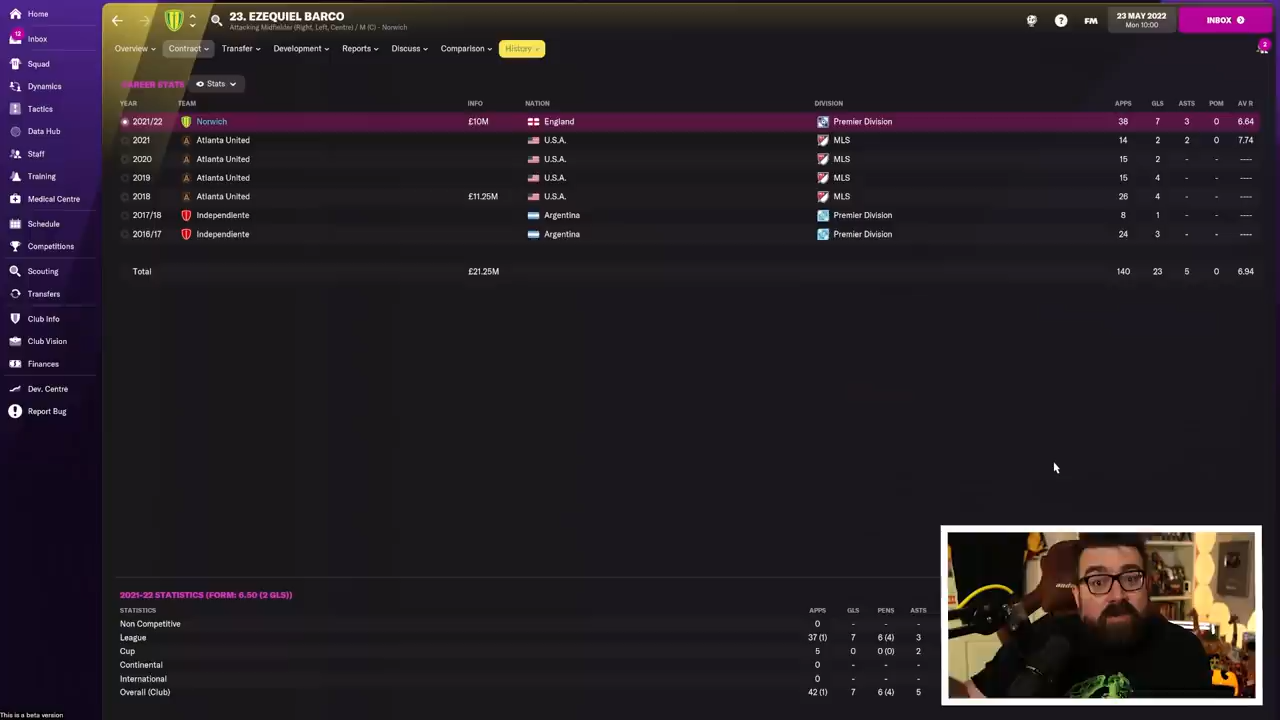 Home
12
Inbox
Squad
Dynamics
Tactics
Data Hub
Staff
Training
Medical Centre
Schedule
Competitions
Scouting
Transfers
Club Info
Club Vision
Finances
Dev. Centre
Report Bug
This is a beta version
23. EZEQUIEL BARCO
Attacking Midfielder (Right, Left, Centre) / M (C) - Norwich
FM
23 MAY 2022
Mon 10:00
INBOX
2
Overview Contract Transfer Development Reports Discuss Comparison History
CAREER STATS Stats
YEAR TEAM INFO NATION DIVISION APPS GLS ASTS POM AV R
2021/22 Norwich £10M England Premier Division 38 7 3 0 6.64
2021 Atlanta United U.S.A. MLS 14 2 2 0 7.74
2020 Atlanta United U.S.A. MLS 15 2 - - ----
2019 Atlanta United U.S.A. MLS 15 4 - - ----
2018 Atlanta United £11.25M U.S.A. MLS 26 4 - - ----
2017/18 Independiente Argentina Premier Division 8 1 - - ----
2016/17 Independiente Argentina Premier Division 24 3 - - ----
Total £21.25M 140 23 5 0 6.94
2021-22 STATISTICS (FORM: 6.50 (2 GLS))
STATISTICS APPS GLS PENS ASTS
Non Competitive 0 - - -
League 37 (1) 7 6 (4) 3
Cup 5 0 0 (0) 2
Continental 0 - - -
International 0 - - -
Overall (Club) 42 (1) 7 6 (4) 5